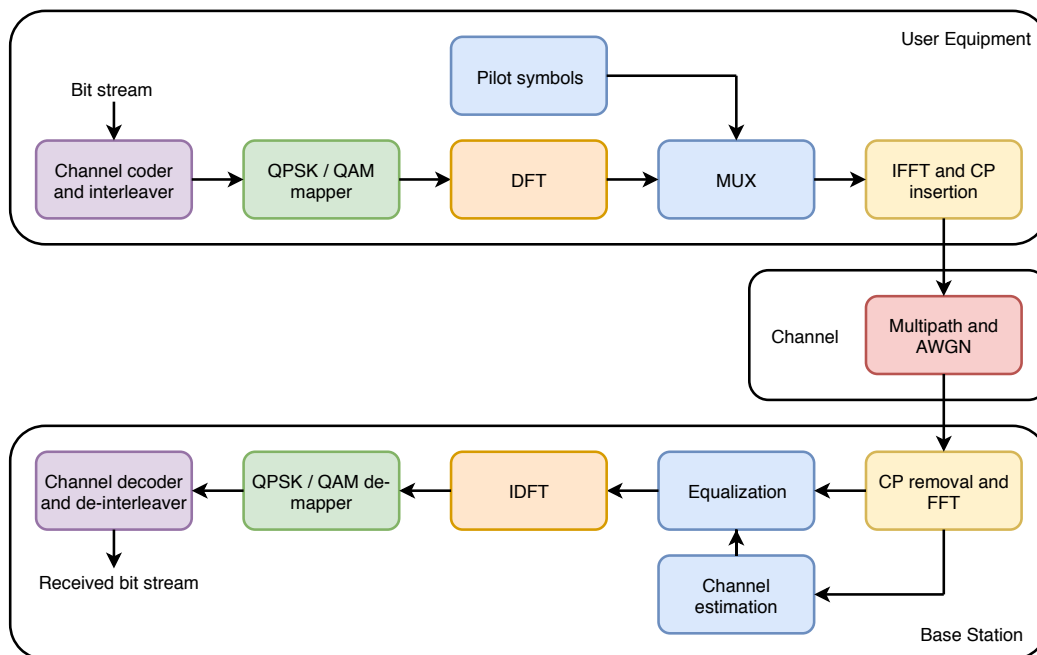 User Equipment
Pilot symbols
Bit stream
Channel coder
and interleaver
QPSK / QAM
mapper
DFT
MUX
IFFT and CP
insertion
Channel
Multipath and
AWGN
Channel decoder
and de-interleaver
QPSK / QAM de-
mapper
IDFT
Equalization
CP removal and
FFT
Received bit stream
Channel
estimation
Base Station